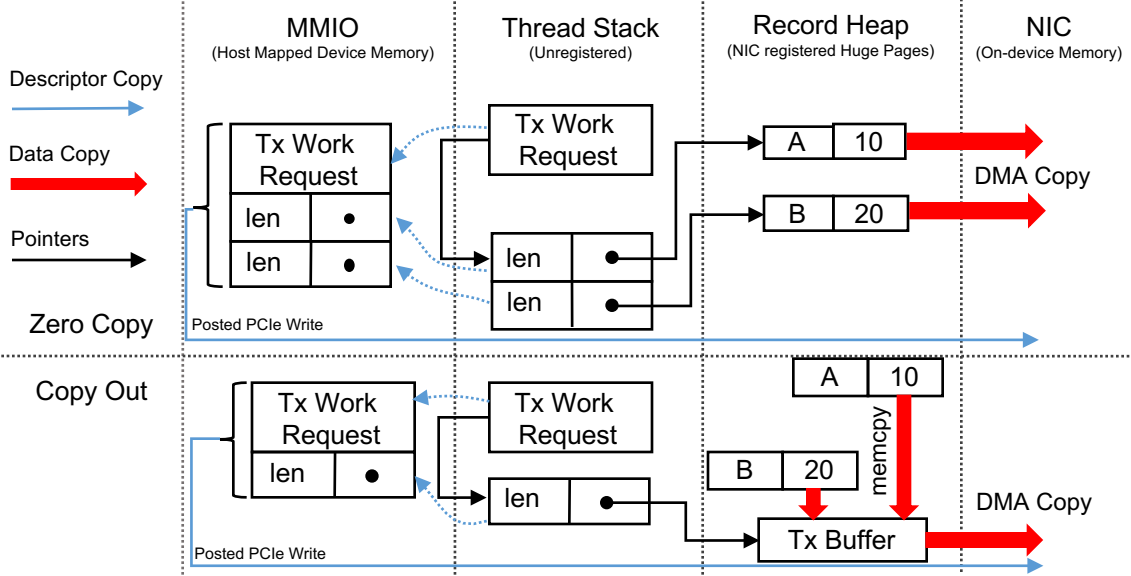 MMIO
(Host Mapped Device Memory)
Thread Stack
(Unregistered)
Record Heap
(NIC registered Huge Pages)
NIC
(On-device Memory)
Descriptor Copy
Data Copy
Pointers
Zero Copy
Tx Work
Request
len
len
Posted PCIe Write
Tx Work
Request
len
len
A 10
B 20
DMA Copy
Copy Out
Tx Work
Request
len
Posted PCIe Write
Tx Work
Request
len
A 10
memcpy
B 20
Tx Buffer
DMA Copy